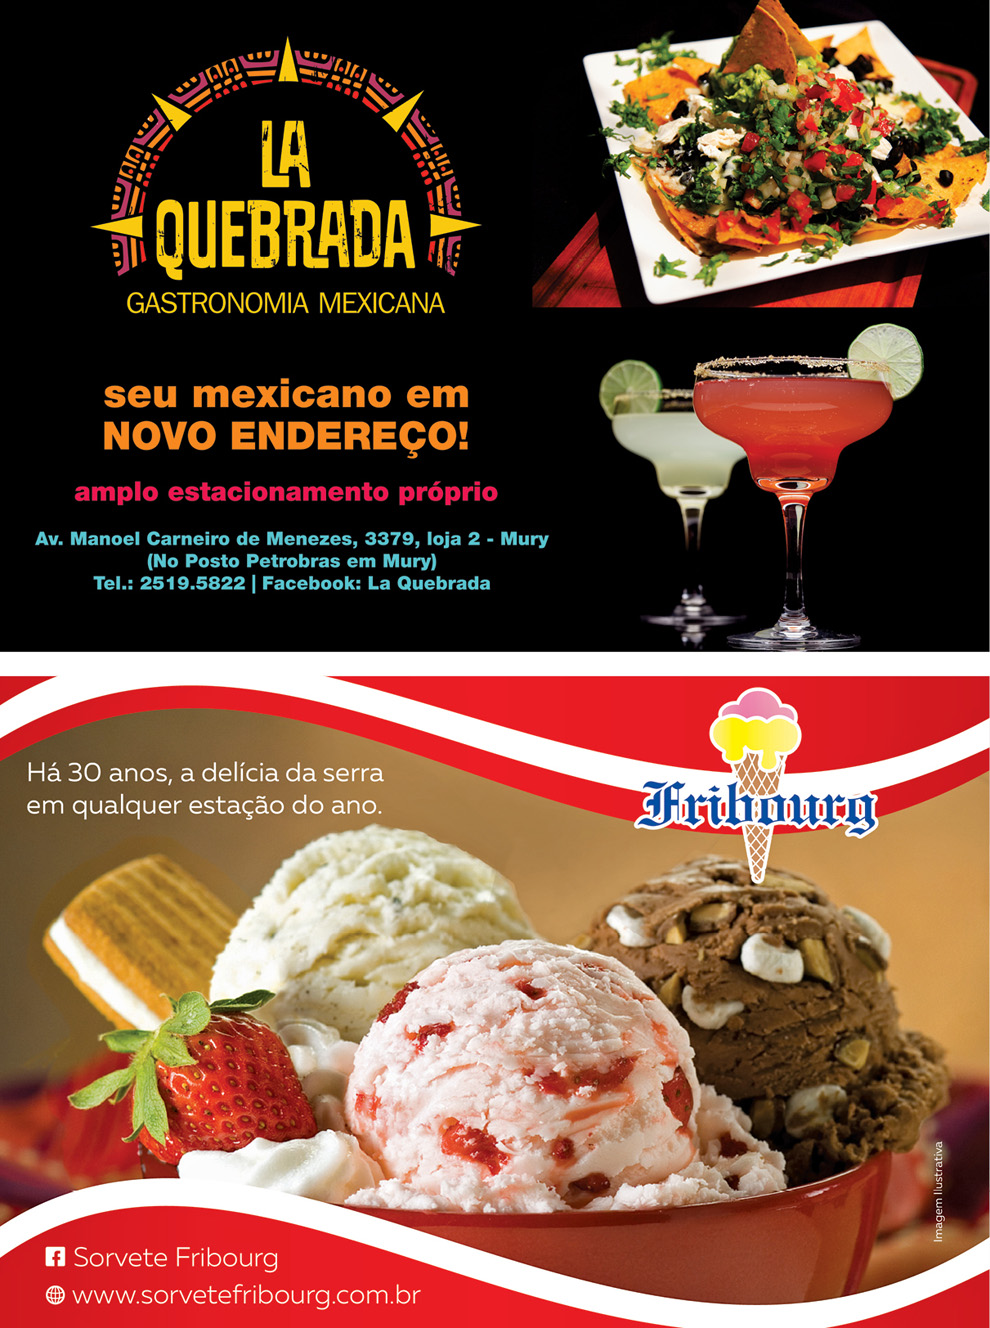 LA
QUEBRADA
GASTRONOMIA MEXICANA
seu mexicano em
NOVO ENDEREÇO!
amplo estacionamento próprio
Av. Manoel Carneiro de Menezes, 3379, loja 2 - Mury
(No Posto Petrobras em Mury)
Tel.: 2519.5822 | Facebook: La Quebrada
Fribourg
Há 30 anos, a delícia da serra
em qualquer estação do ano.
Imagem Ilustrativa
Sorvete Fribourg
www.sorvetefribourg.com.br